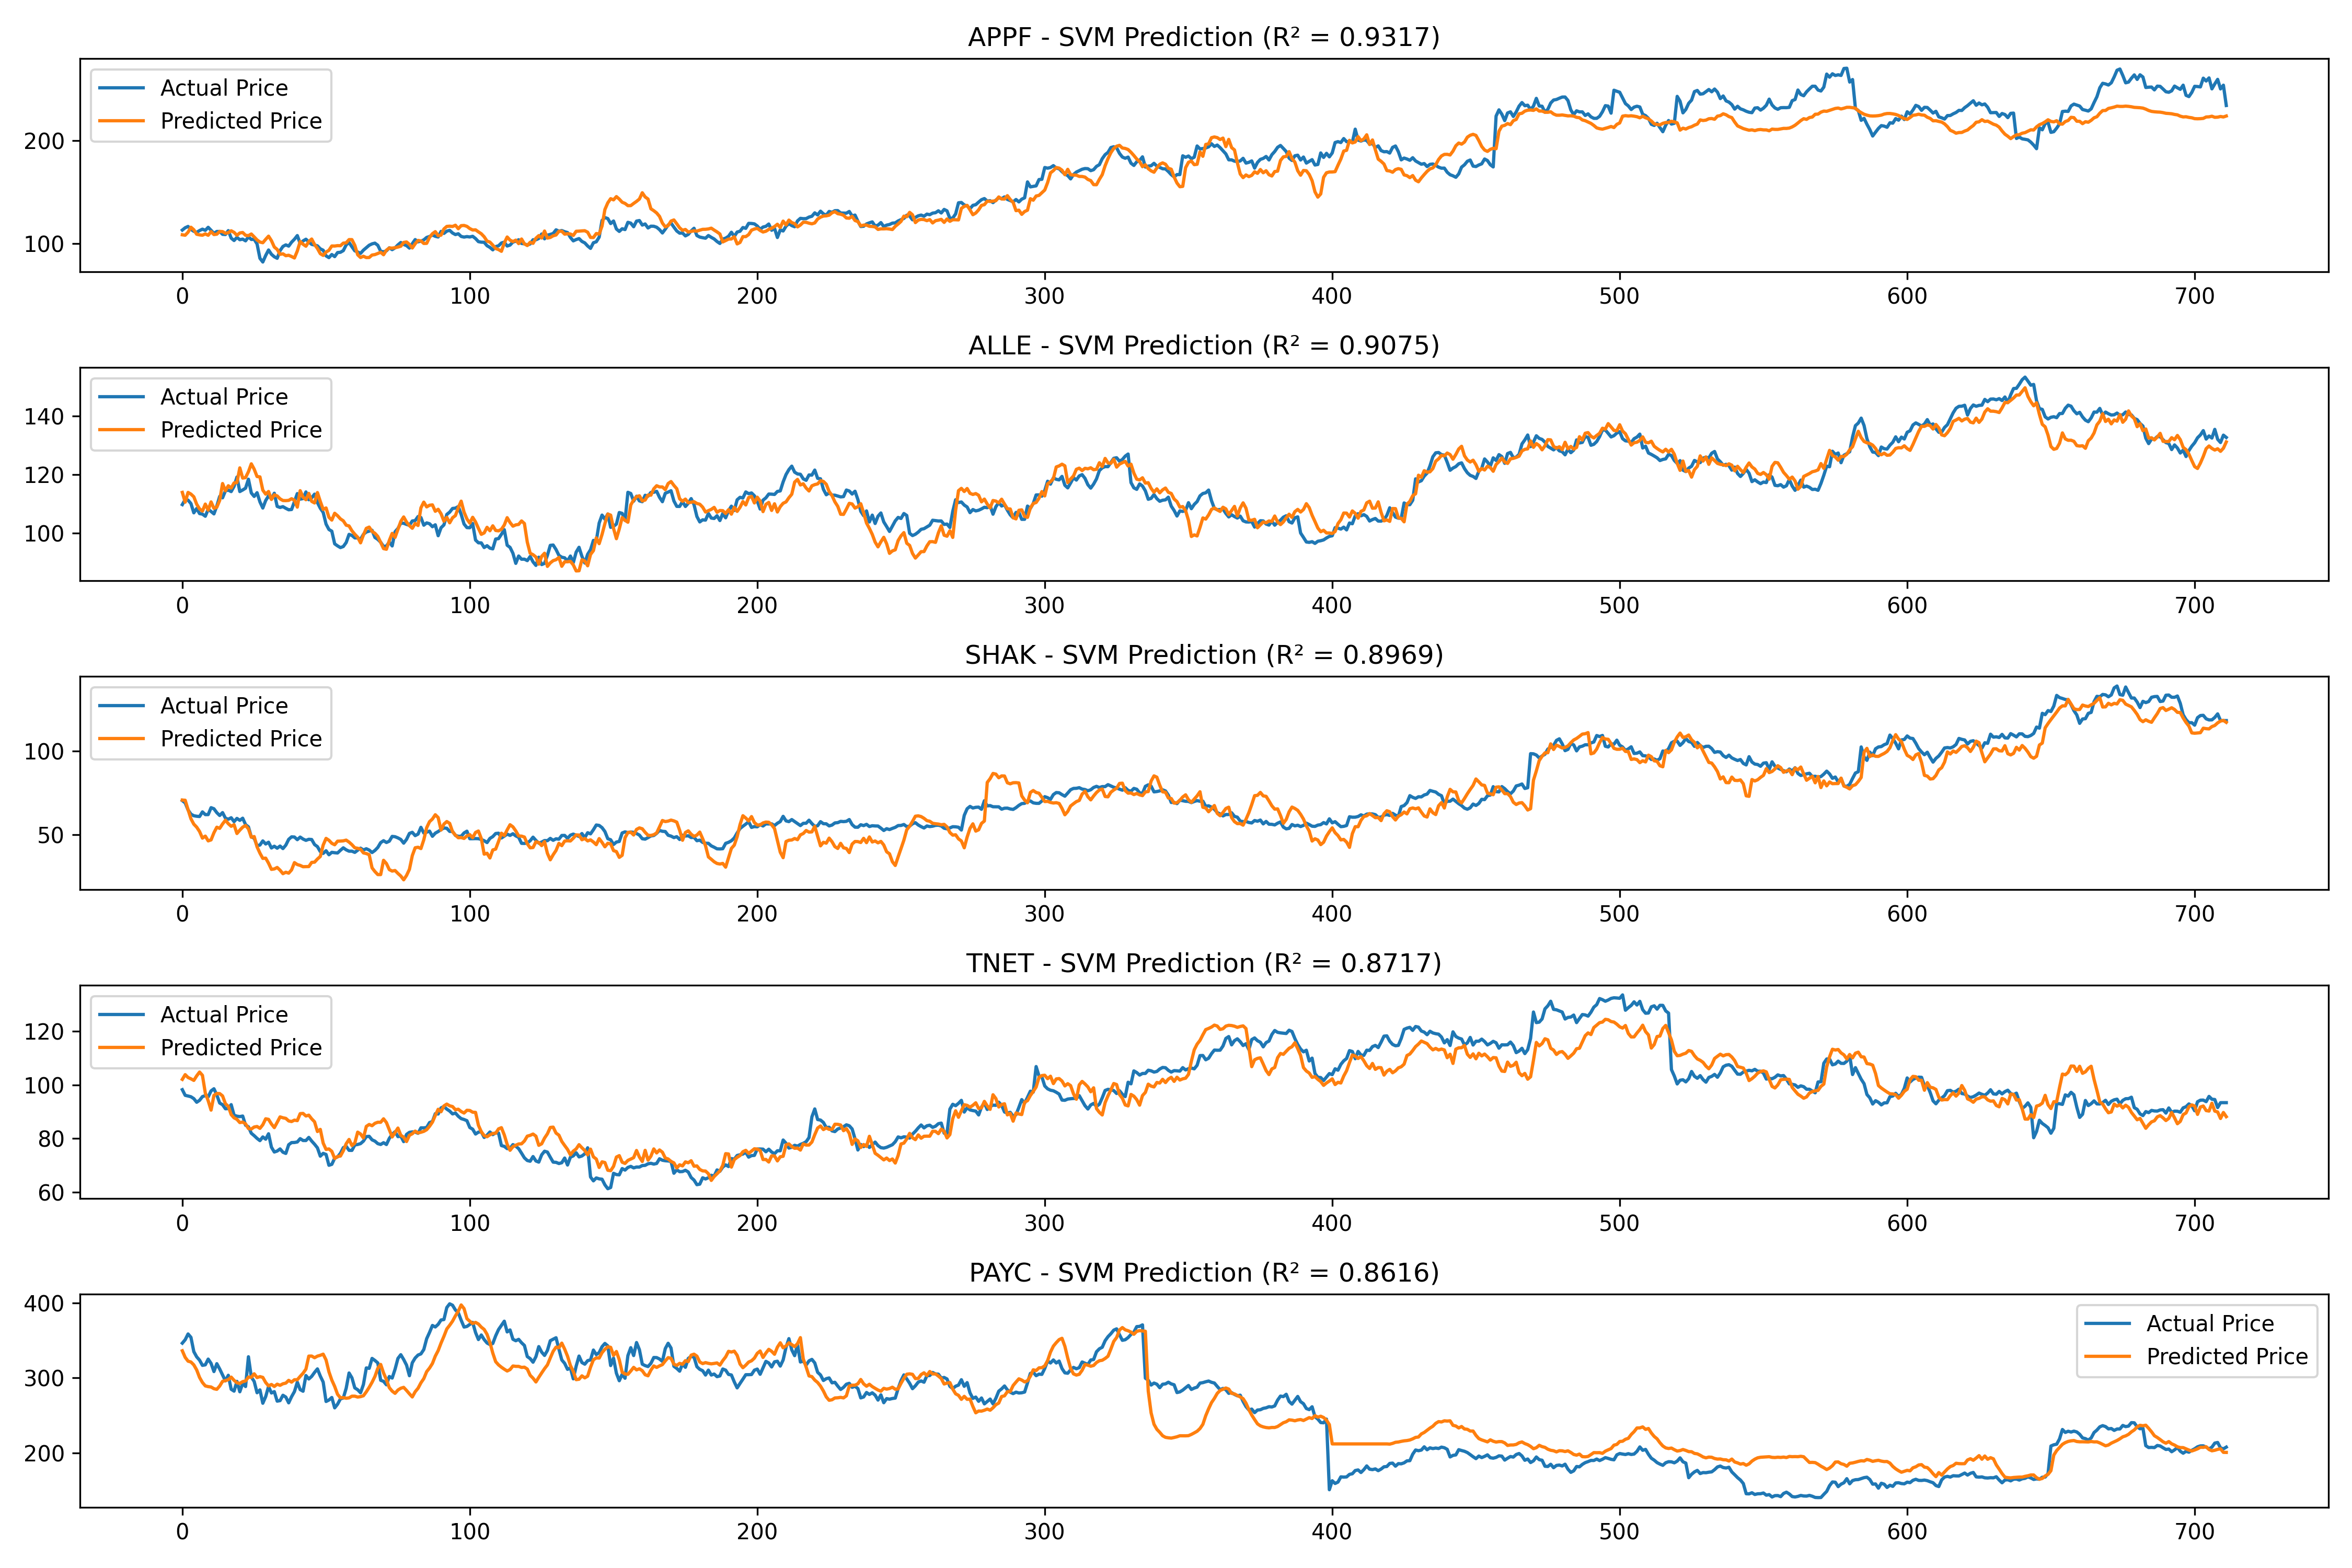 APPF - SVM Prediction (R² = 0.9317)
Actual Price
Predicted Price
200
100
0 100 200 300 400 500 600 700
ALLE - SVM Prediction (R² = 0.9075)
Actual Price
Predicted Price
140
120
100
0 100 200 300 400 500 600 700
SHAK - SVM Prediction (R² = 0.8969)
Actual Price
Predicted Price
100
50
0 100 200 300 400 500 600 700
TNET - SVM Prediction (R² = 0.8717)
Actual Price
Predicted Price
120
100
80
60
0 100 200 300 400 500 600 700
PAYC - SVM Prediction (R² = 0.8616)
400
Actual Price
Predicted Price
300
200
0 100 200 300 400 500 600 700